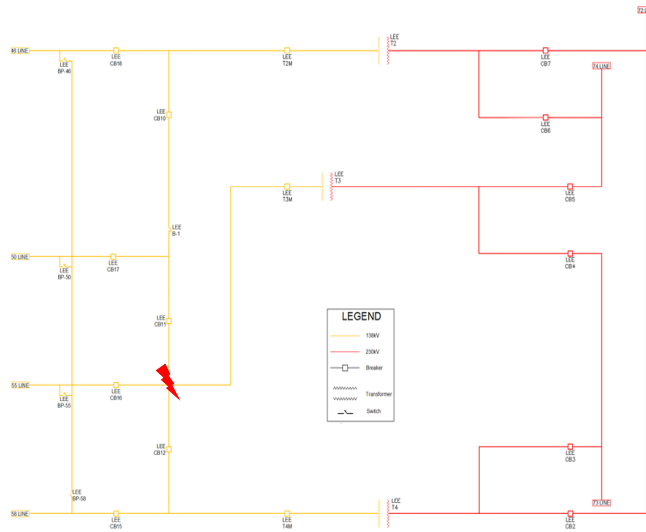 72 L
46 LINE
LEE
BP-46
LEE
CB18
LEE
T2M
LEE
T2
LEE
CB7
74 LINE
LEE
CB10
LEE
CB6
LEE
T3M
LEE
T3
LEE
CB5
LEE
B-1
50 LINE
LEE
BP-50
LEE
CB17
LEE
CB4
LEE
CB11
LEGEND
138kV
230kV
Breaker
Transformer
Switch
55 LINE
LEE
BP-55
LEE
CB16
LEE
CB12
LEE
CB3
LEE
BP-58
58 LINE
LEE
CB15
LEE
T4M
LEE
T4
73 LINE
LEE
CB2